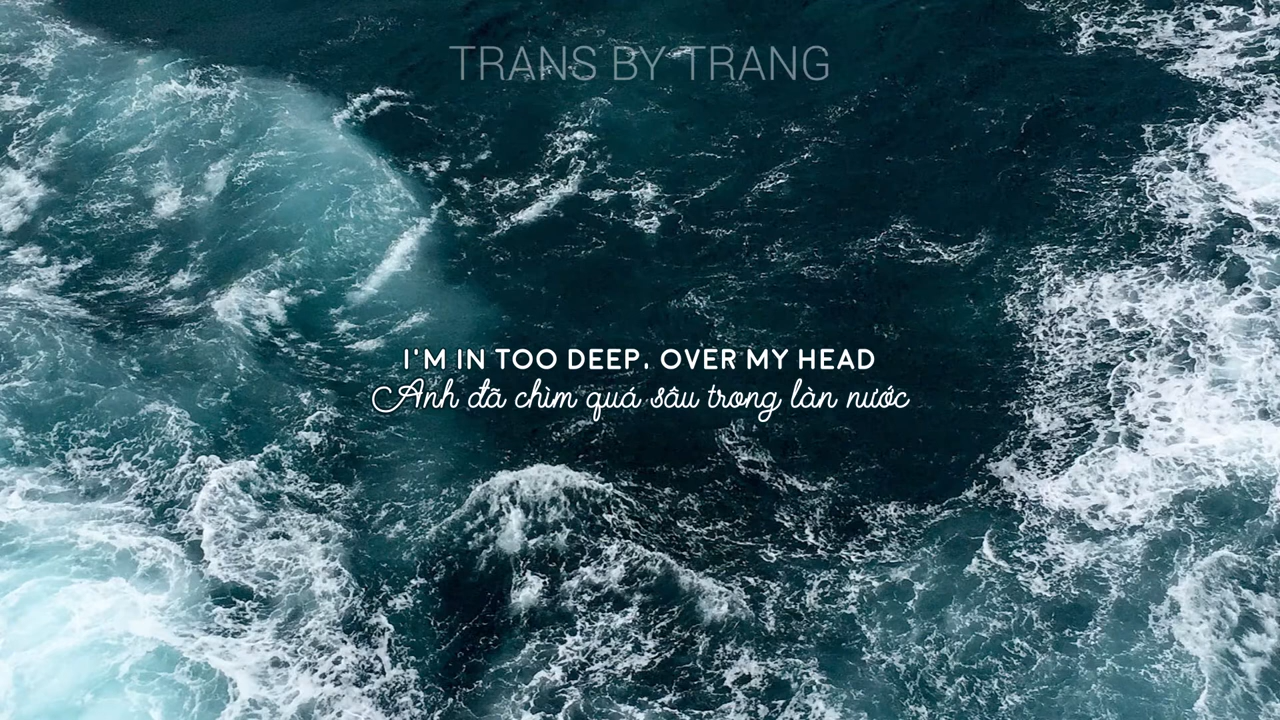 TRANS BY TRANG
I'M IN TOO DEEP, OVER MY HEAD
Anh đã chìm quá sâu trong làn nước